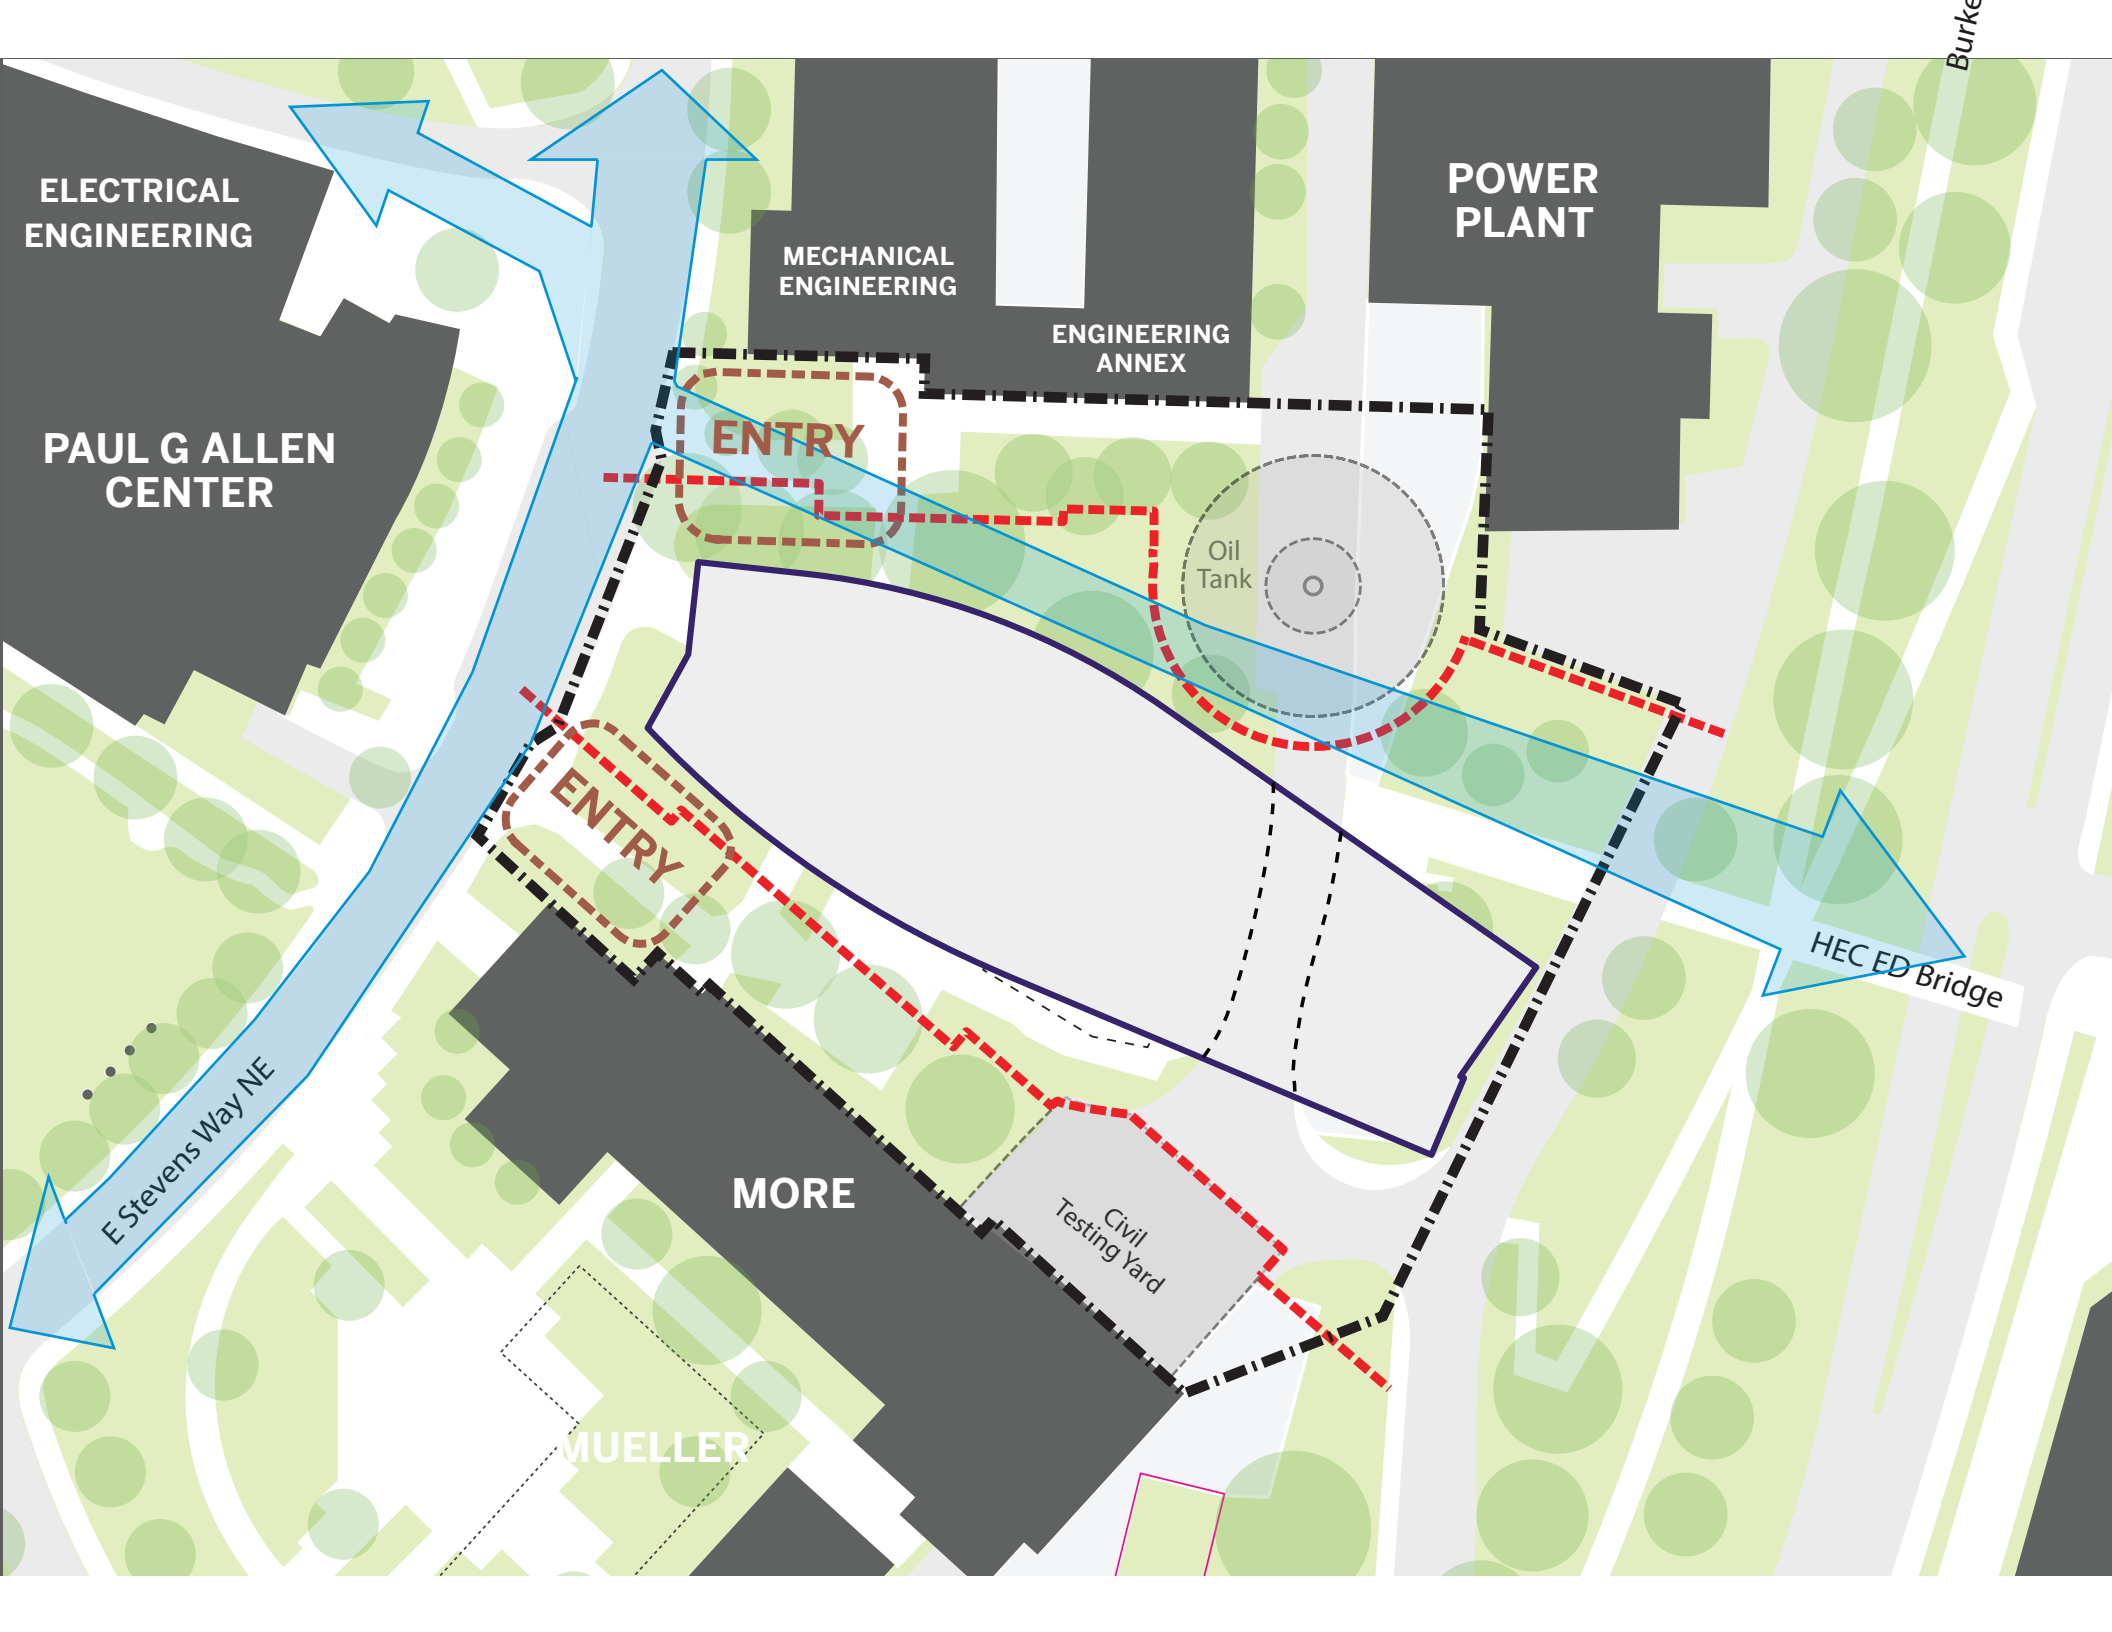 Burke
ELECTRICAL
ENGINEERING
POWER
PLANT
MECHANICAL
ENGINEERING
ENGINEERING
ANNEX
PAUL G ALLEN
CENTER
ENTRY
Oil
Tank
ENTRY
HEC ED Bridge
E Stevens Way NE
MORE
Civil
Testing Yard
MUELLER